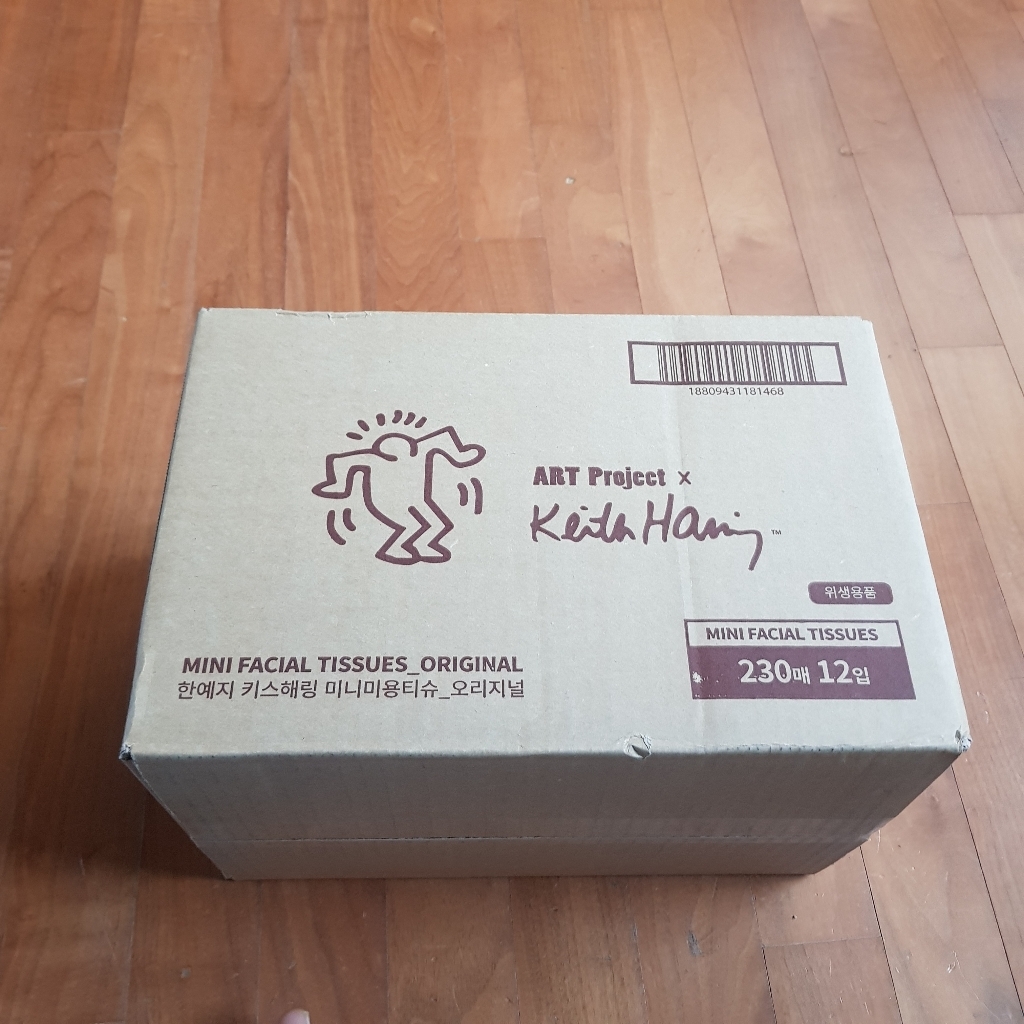 18809431181468
ART Project x
Keith Haring ™
위생용품
MINI FACIAL TISSUES
230매 12입
MINI FACIAL TISSUES_ORIGINAL
한예지 키스해링 미니미용티슈_오리지널